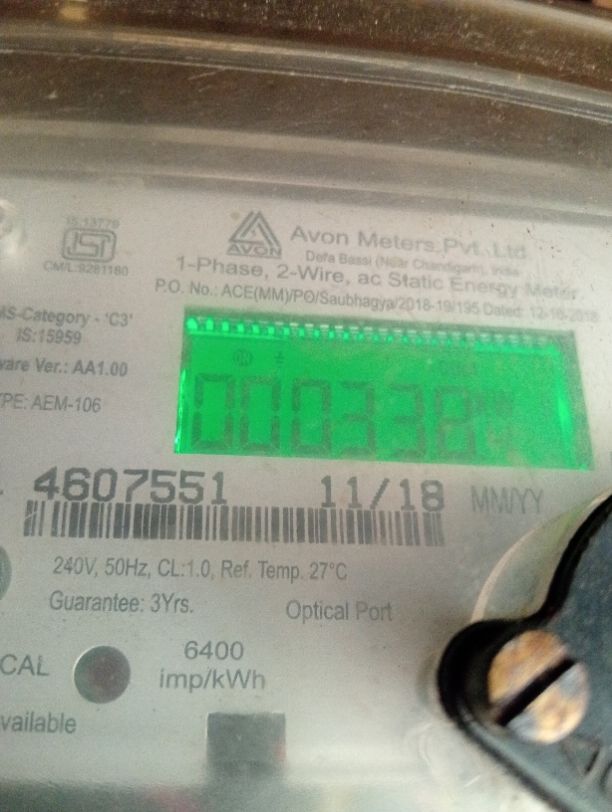 IS:13779
ISI
CM/L:9281180
AVON
Avon Meters Pvt. Ltd
Defa Bassi (Near Chandigarh), India
1-Phase, 2-Wire, ac Static Energy Meter
P.O. No.: ACE(MM)/PO/Saubhagya/2018-19/195 Dated: 12-16-2018
MS-Category - 'C3'
IS:15959
ware Ver.: AA1.00
YPE: AEM-106
000338
4607551 11/18 MM/YY
240V, 50Hz, CL:1.0, Ref. Temp. 27°C
Guarantee: 3Yrs.
Optical Port
CAL
6400
imp/kWh
vailable